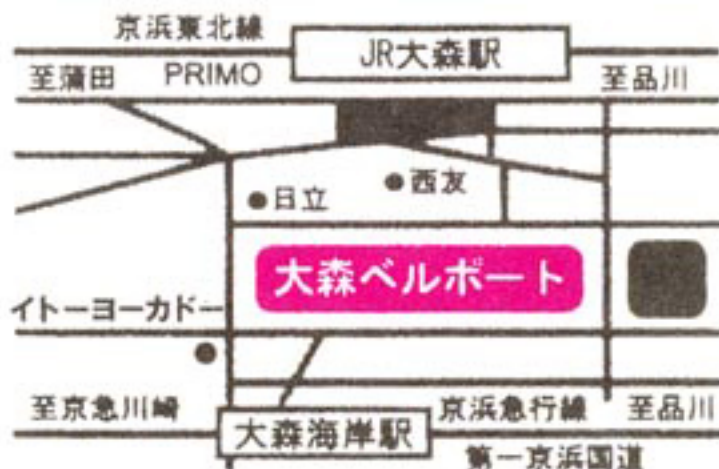 京浜東北線
JR大森駅
至蒲田
PRIMO
至品川
日立
西友
大森ベルポート
イトーヨーカドー
至京急川崎
京浜急行線
至品川
大森海岸駅
第一京浜国道